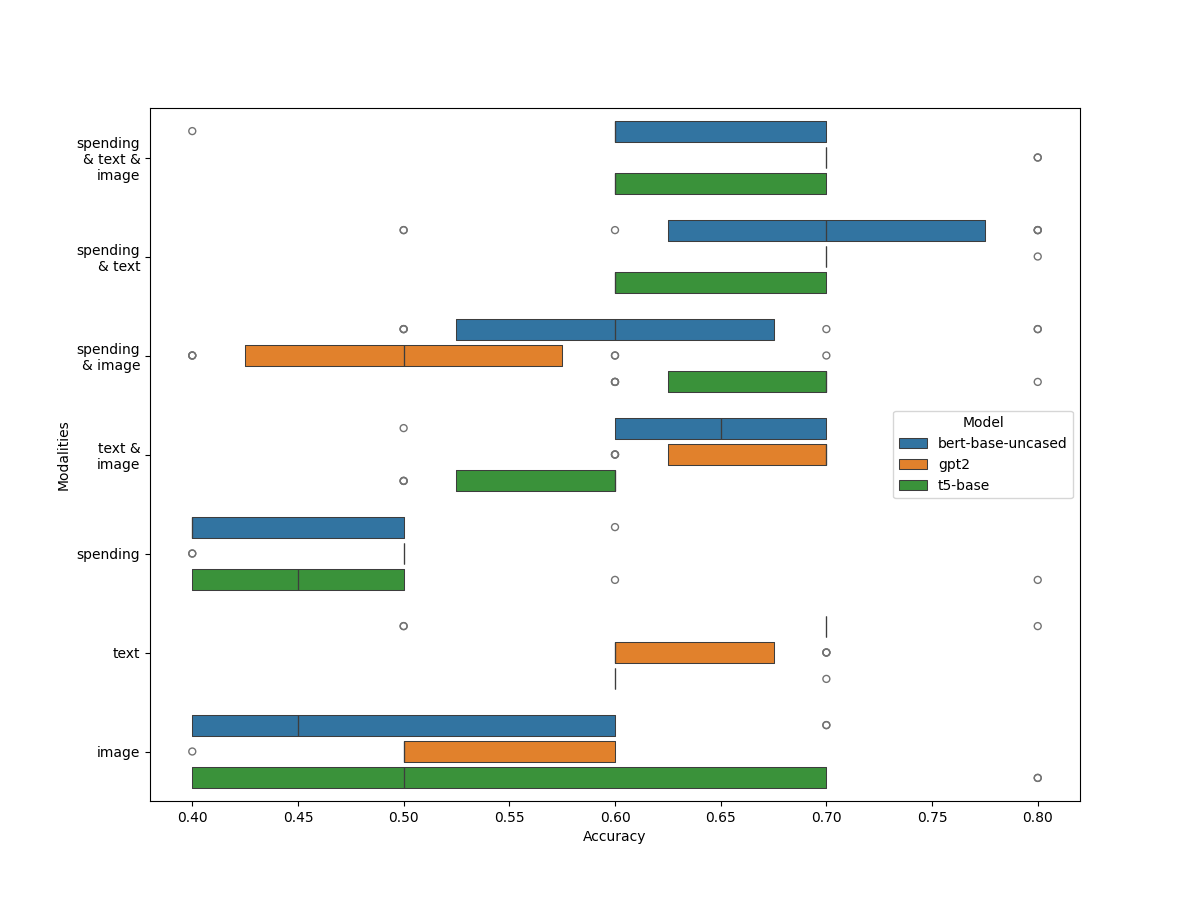 spending
& text &
image
spending
& text
spending
& image
text &
image
spending
text
image
Modalities
Model
bert-base-uncased
gpt2
t5-base
0.40 0.45 0.50 0.55 0.60 0.65 0.70 0.75 0.80
Accuracy